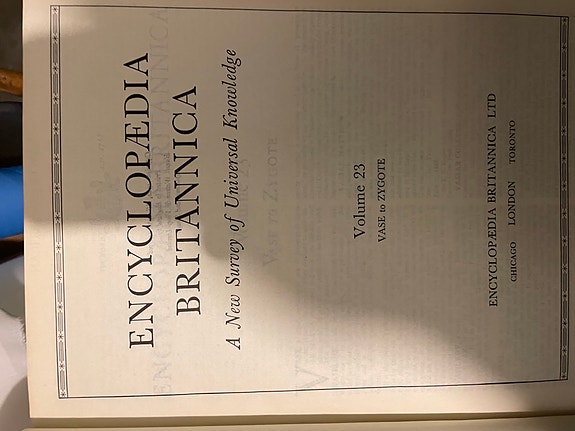 ENCYCLOPÆDIA
BRITANNICA
A New Survey of Universal Knowledge
Volume 23
VASE to ZYGOTE
ENCYCLOPÆDIA BRITANNICA LTD
CHICAGO LONDON TORONTO